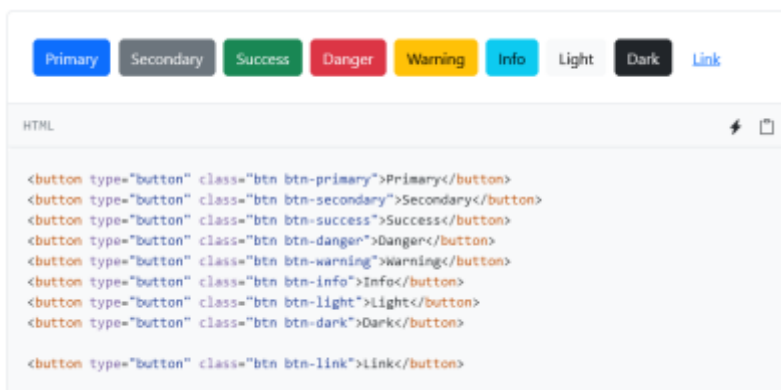 Primary Secondary Success Danger Warning Info Light Dark Link
HTML
<button type="button" class="btn btn-primary">Primary</button>
<button type="button" class="btn btn-secondary">Secondary</button>
<button type="button" class="btn btn-success">Success</button>
<button type="button" class="btn btn-danger">Danger</button>
<button type="button" class="btn btn-warning">Warning</button>
<button type="button" class="btn btn-info">Info</button>
<button type="button" class="btn btn-light">Light</button>
<button type="button" class="btn btn-dark">Dark</button>
<button type="button" class="btn btn-link">Link</button>